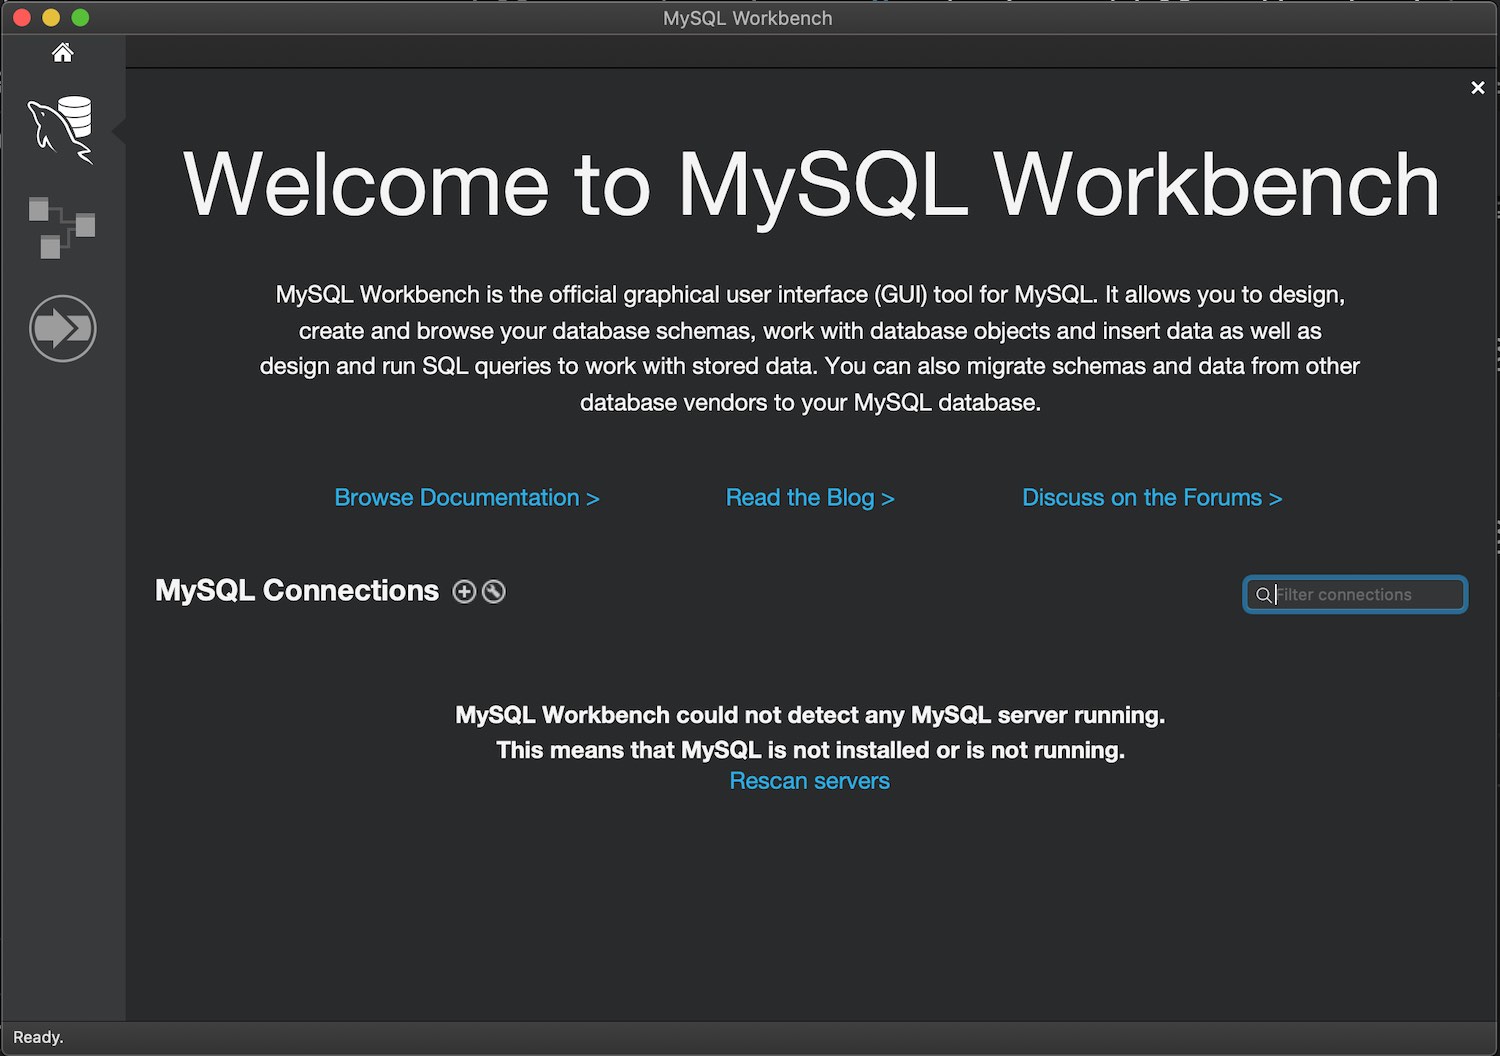 MySQL Workbench
Welcome to MySQL Workbench
MySQL Workbench is the official graphical user interface (GUI) tool for MySQL. It allows you to design,
create and browse your database schemas, work with database objects and insert data as well as
design and run SQL queries to work with stored data. You can also migrate schemas and data from other
database vendors to your MySQL database.
Browse Documentation >
Read the Blog >
Discuss on the Forums >
MySQL Connections
Filter connections
MySQL Workbench could not detect any MySQL server running.
This means that MySQL is not installed or is not running.
Rescan servers
Ready.